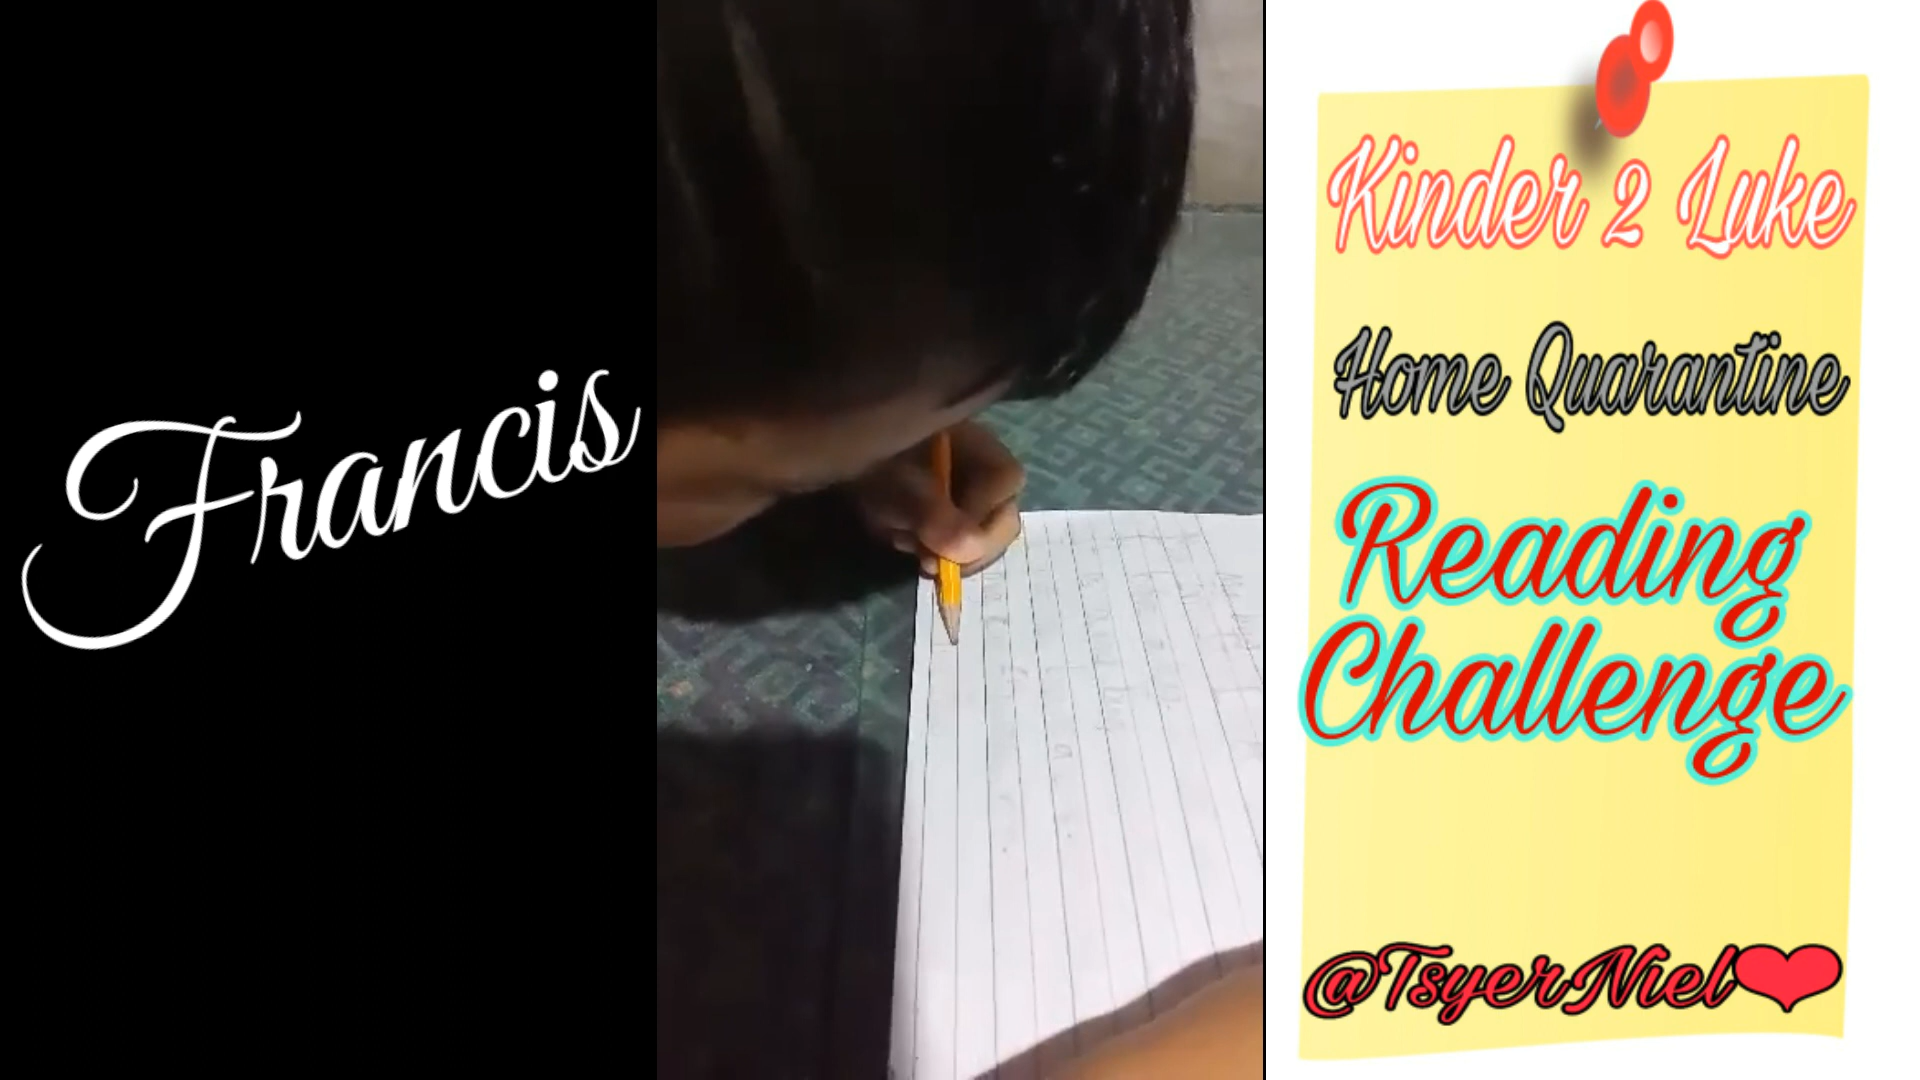 Francis
Kinder 2 Luke
Home Quarantine
Reading
Challenge
@TsyerNiel